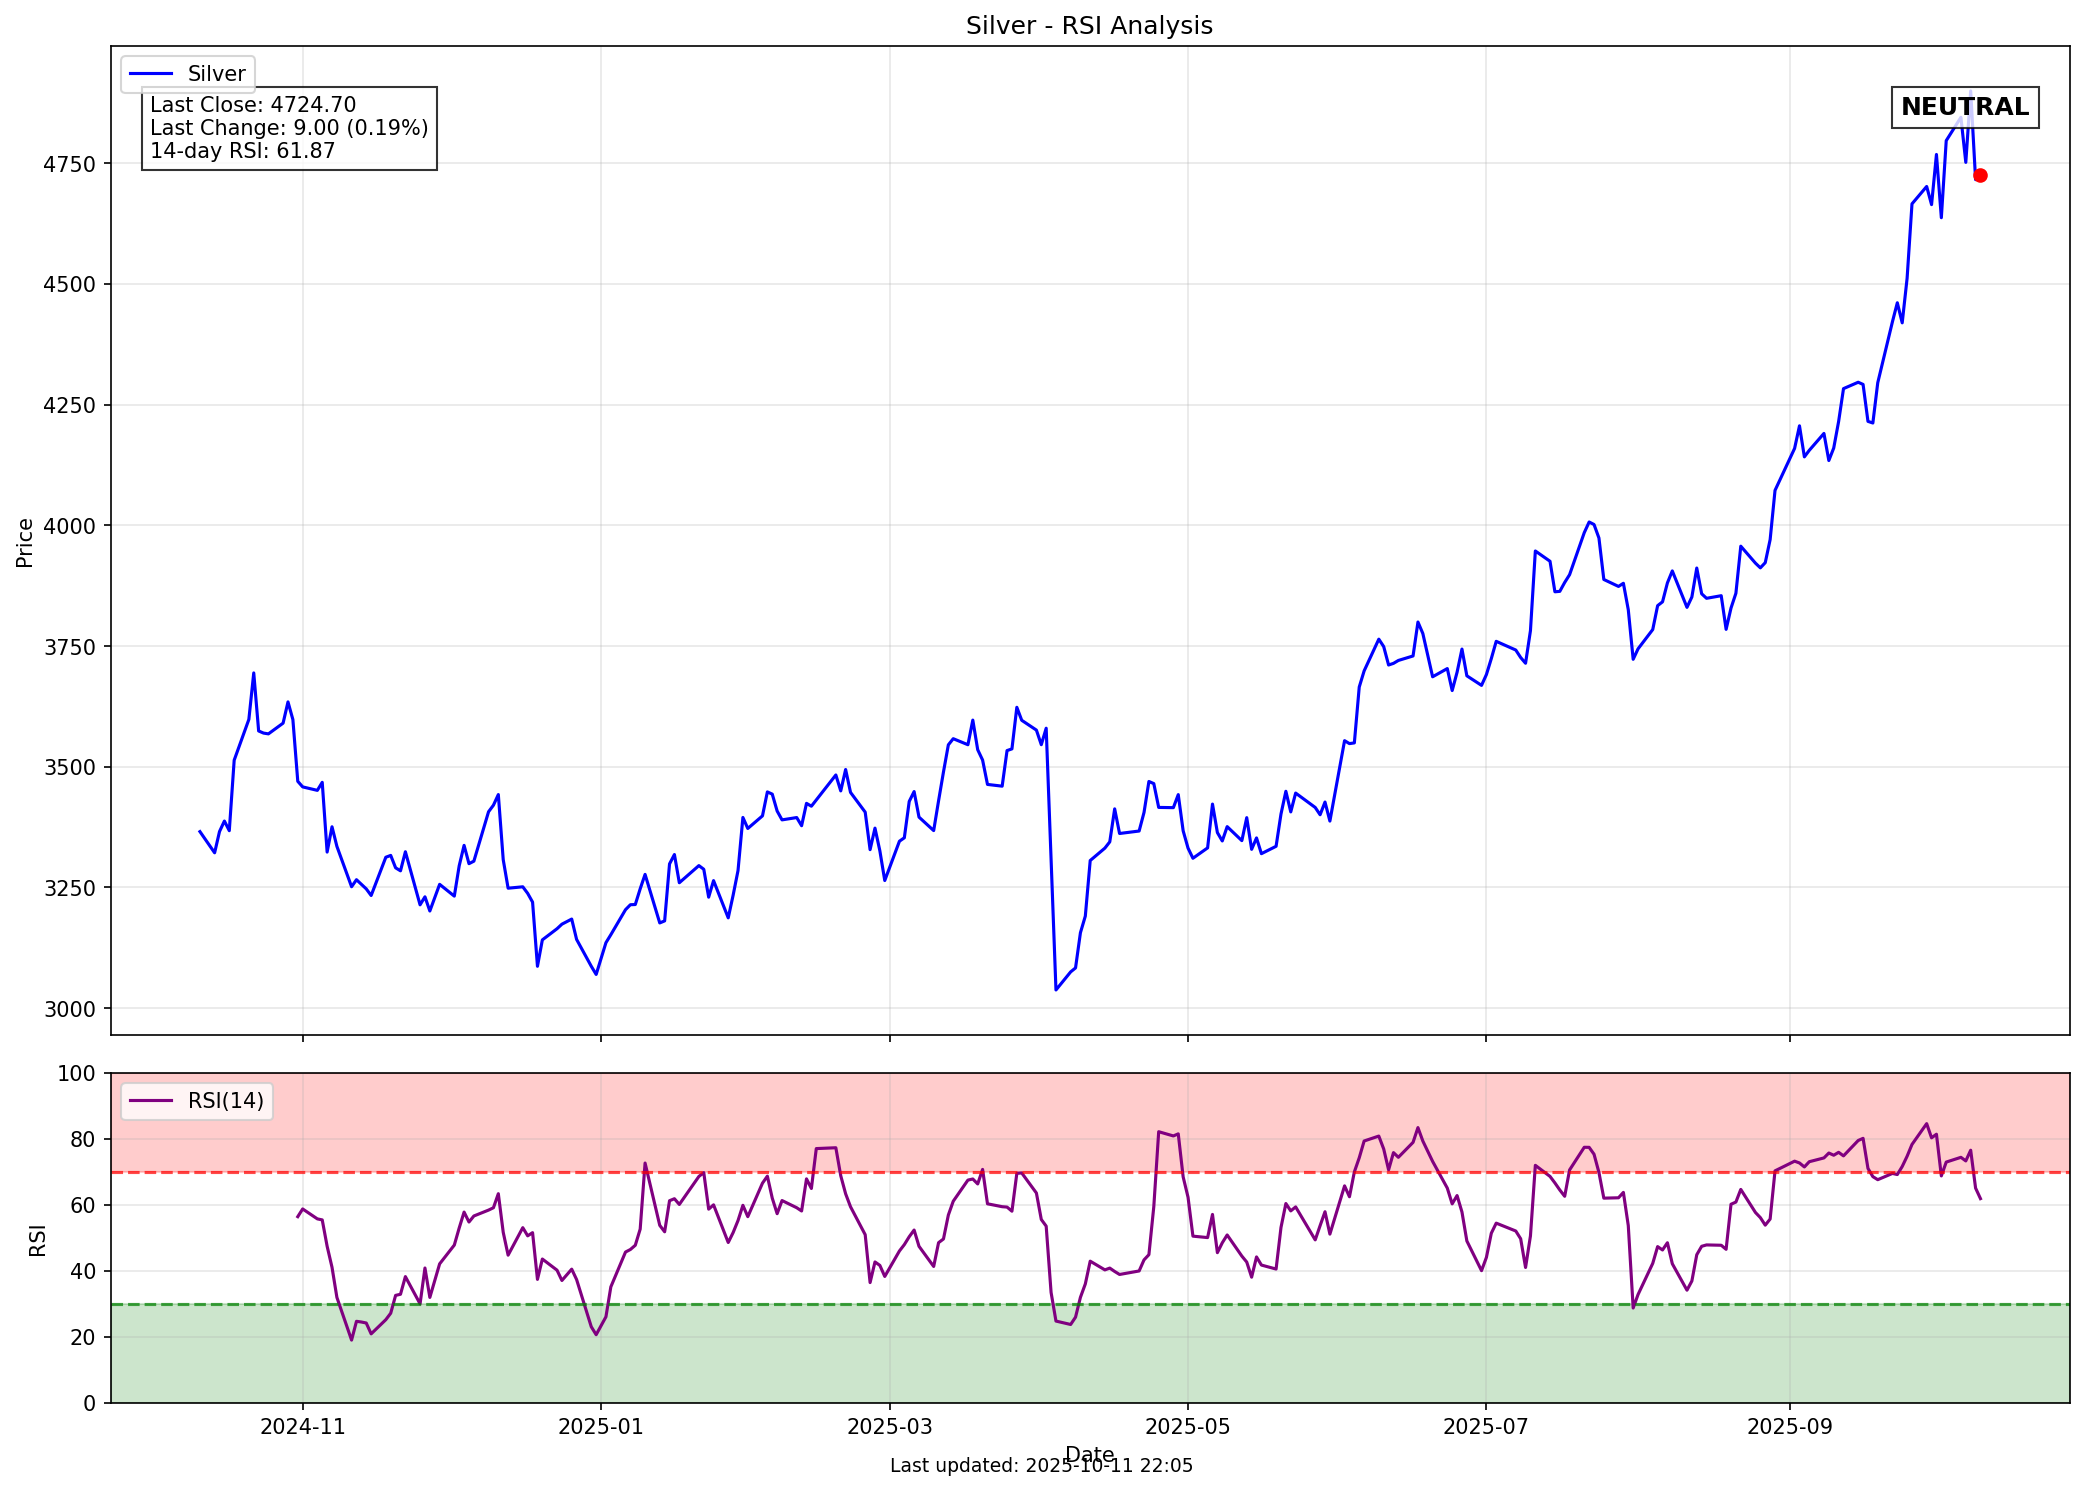 Silver - RSI Analysis
Silver
Last Close: 4724.70
Last Change: 9.00 (0.19%)
14-day RSI: 61.87
NEUTRAL
Price
4750
4500
4250
4000
3750
3500
3250
3000
RSI(14)
RSI
100
80
60
40
20
0
2024-11
2025-01
2025-03
2025-05
2025-07
2025-09
Date
Last updated: 2025-10-11 22:05